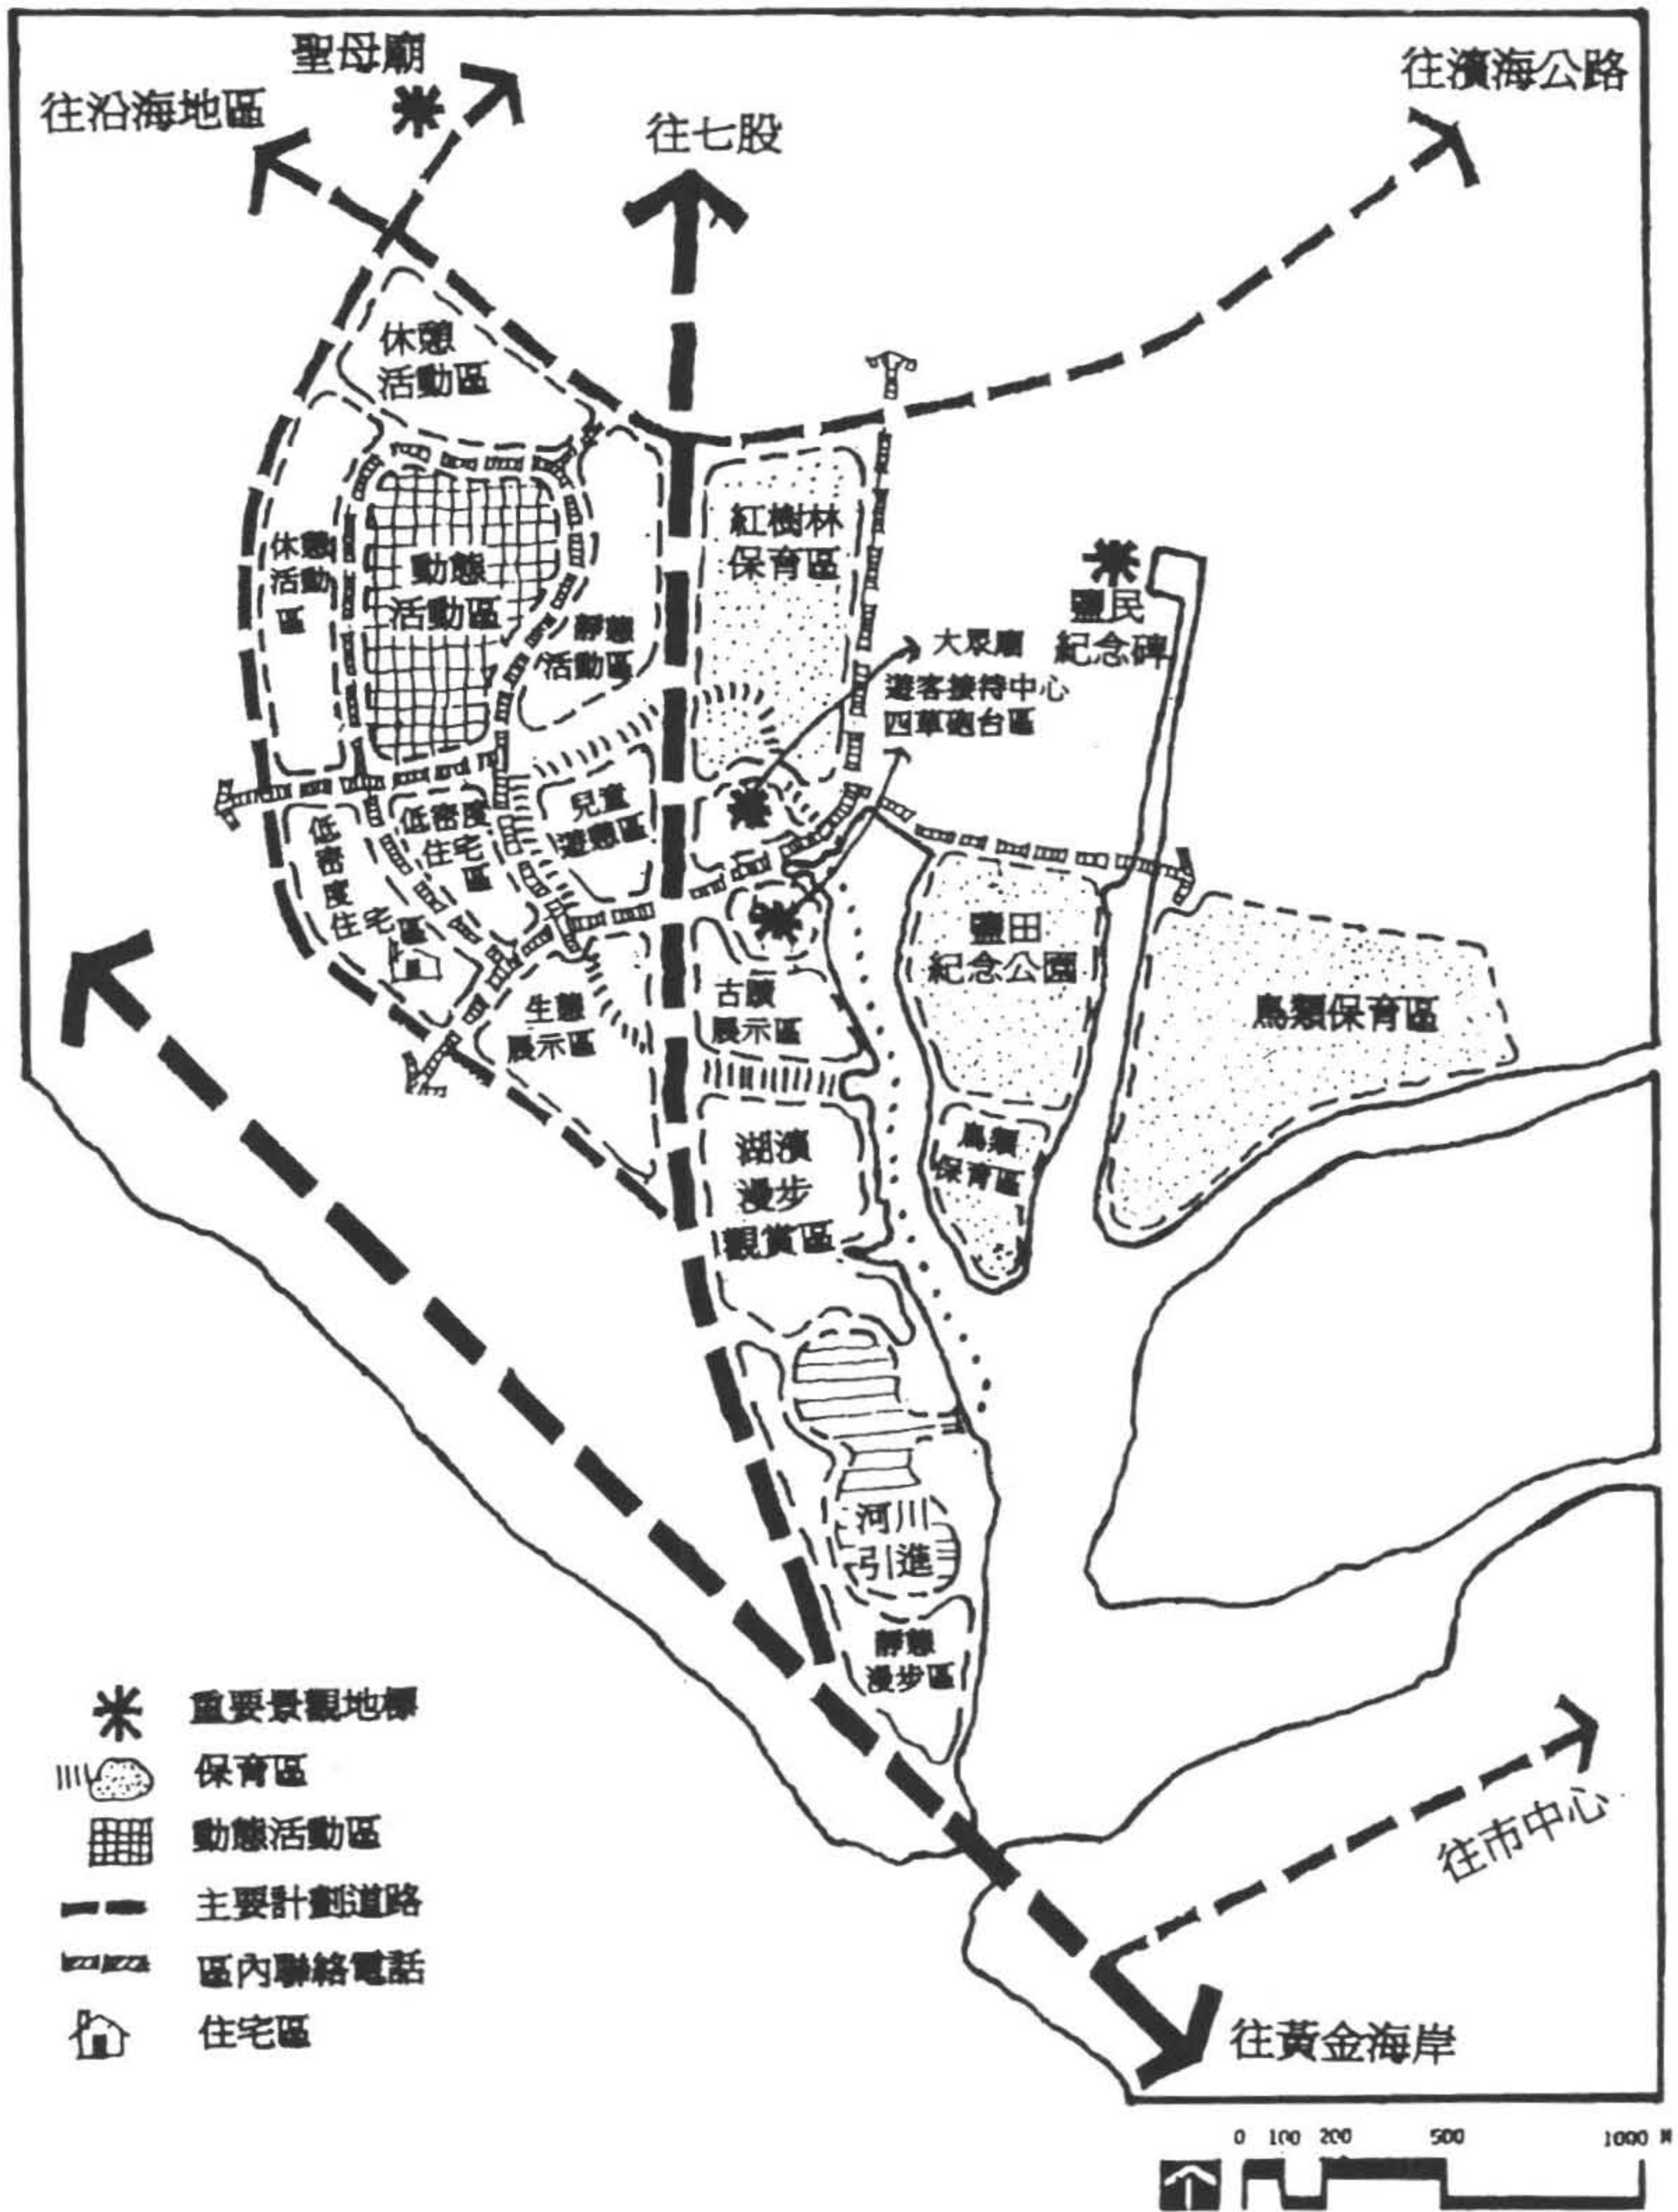 聖母廟
往沿海地區
往七股
往濱海公路
休憩
活動區
休憩
活動
區
動態
活動區
靜態
活動區
紅樹林
保育區
鹽民
紀念碑
大眾廟
遊客接待中心
四草砲台區
兒童
遊憩區
低密度
住宅
區
低
密
度
住宅
區
生態
展示區
古蹟
展示區
鹽田
紀念公園
鳥類保育區
鳥類
保育區
湖濱
漫步
觀賞區
河川
引進
靜態
漫步區
重要景觀地標
保育區
動態活動區
主要計劃道路
區內聯絡電話
住宅區
往市中心
往黃金海岸
0 100 200 500 1000 M